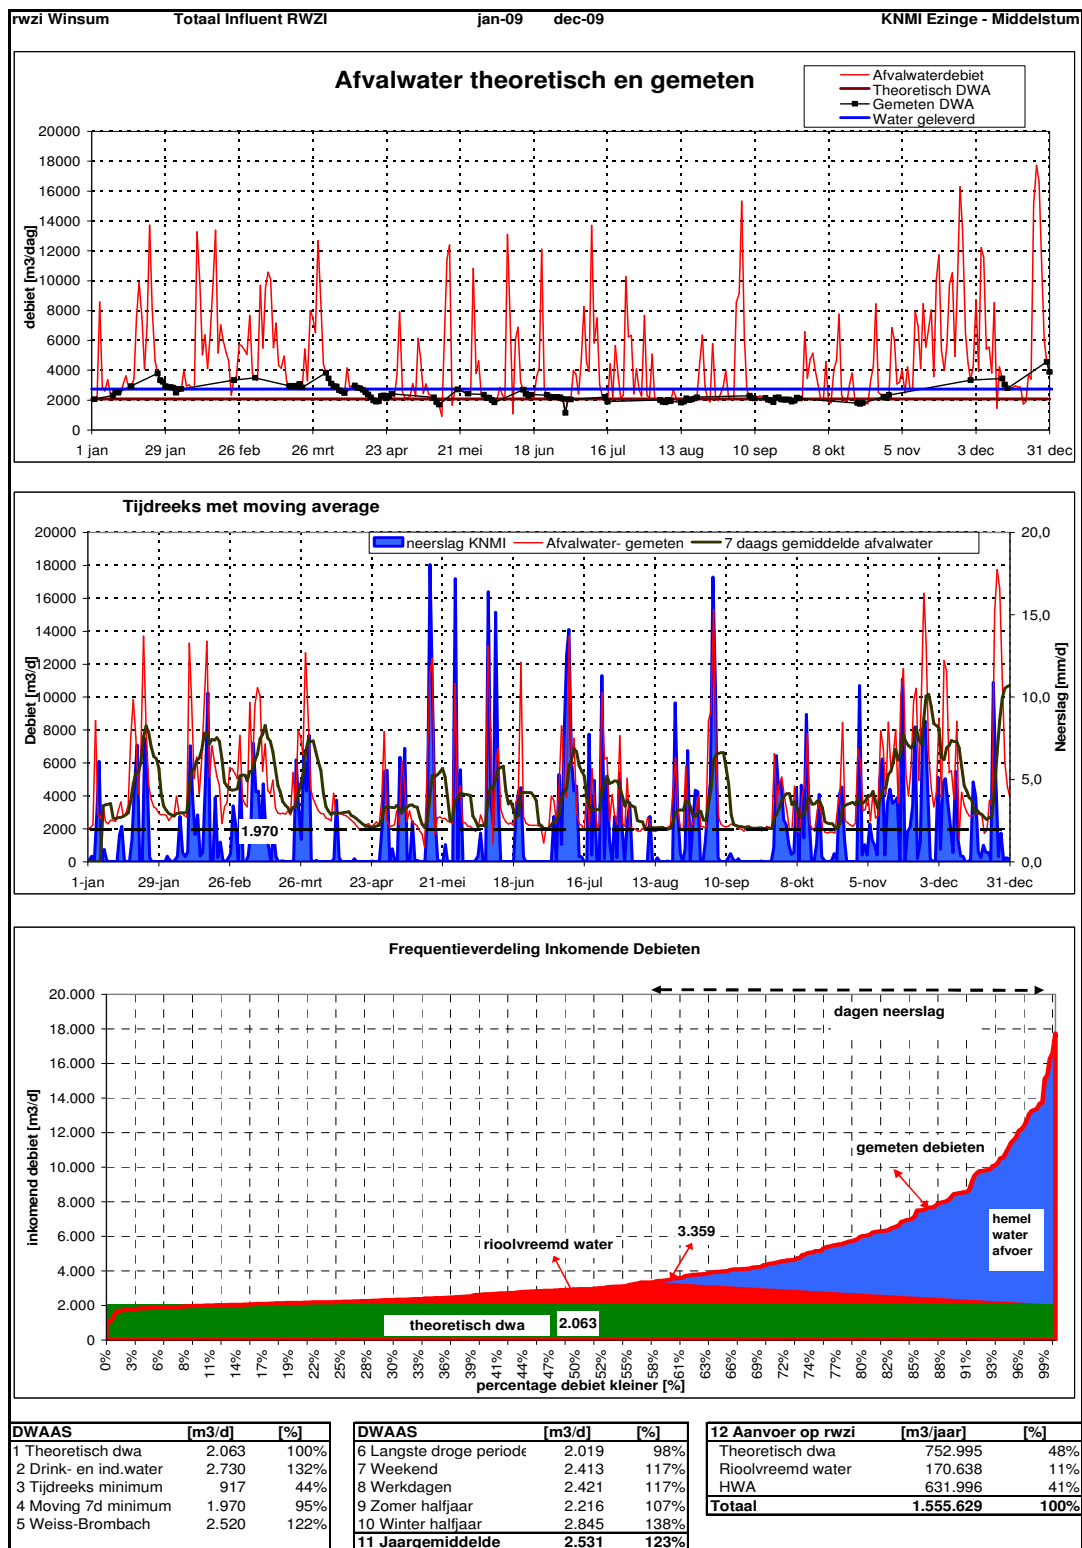 rwzi Winsum Totaal Influent RWZI jan-09 dec-09 KNMI Ezinge - Middelstum
Afvalwater theoretisch en gemeten
Afvalwaterdebiet
Theoretisch DWA
Gemeten DWA
Water geleverd
debiet [m3/dag]
20000
18000
16000
14000
12000
10000
8000
6000
4000
2000
0
1 jan 29 jan 26 feb 26 mrt 23 apr 21 mei 18 jun 16 jul 13 aug 10 sep 8 okt 5 nov 3 dec 31 dec
Tijdreeks met moving average
neerslag KNMI Afvalwater- gemeten 7 daags gemiddelde afvalwater
Debiet [m3/d]
20000
18000
16000
14000
12000
10000
8000
6000
4000
2000
0
1.970
20,0
15,0
10,0
5,0
0,0
Neerslag [mm/d]
1-jan 29-jan 26-feb 26-mrt 23-apr 21-mei 18-jun 16-jul 13-aug 10-sep 8-okt 5-nov 3-dec 31-dec
Frequentieverdeling Inkomende Debieten
inkomend debiet [m3/d]
20.000
18.000
16.000
14.000
12.000
10.000
8.000
6.000
4.000
2.000
0
dagen neerslag
gemeten debieten
3.359
rioolvreemd water
hemel
water
afvoer
theoretisch dwa 2.063
0% 3% 6% 8% 11% 14% 17% 19% 22% 25% 28% 30% 33% 36% 39% 41% 44% 47% 50% 52% 55% 58% 61% 63% 66% 69% 72% 74% 77% 80% 82% 85% 88% 91% 93% 96% 99%
percentage debiet kleiner [%]
DWAAS [m3/d] [%]
1 Theoretisch dwa 2.063 100%
2 Drink- en ind.water 2.730 132%
3 Tijdreeks minimum 917 44%
4 Moving 7d minimum 1.970 95%
5 Weiss-Brombach 2.520 122%
DWAAS [m3/d] [%]
6 Langste droge periode 2.019 98%
7 Weekend 2.413 117%
8 Werkdagen 2.421 117%
9 Zomer halfjaar 2.216 107%
10 Winter halfjaar 2.845 138%
11 Jaargemiddelde 2.531 123%
12 Aanvoer op rwzi [m3/jaar] [%]
Theoretisch dwa 752.995 48%
Rioolvreemd water 170.638 11%
HWA 631.996 41%
Totaal 1.555.629 100%